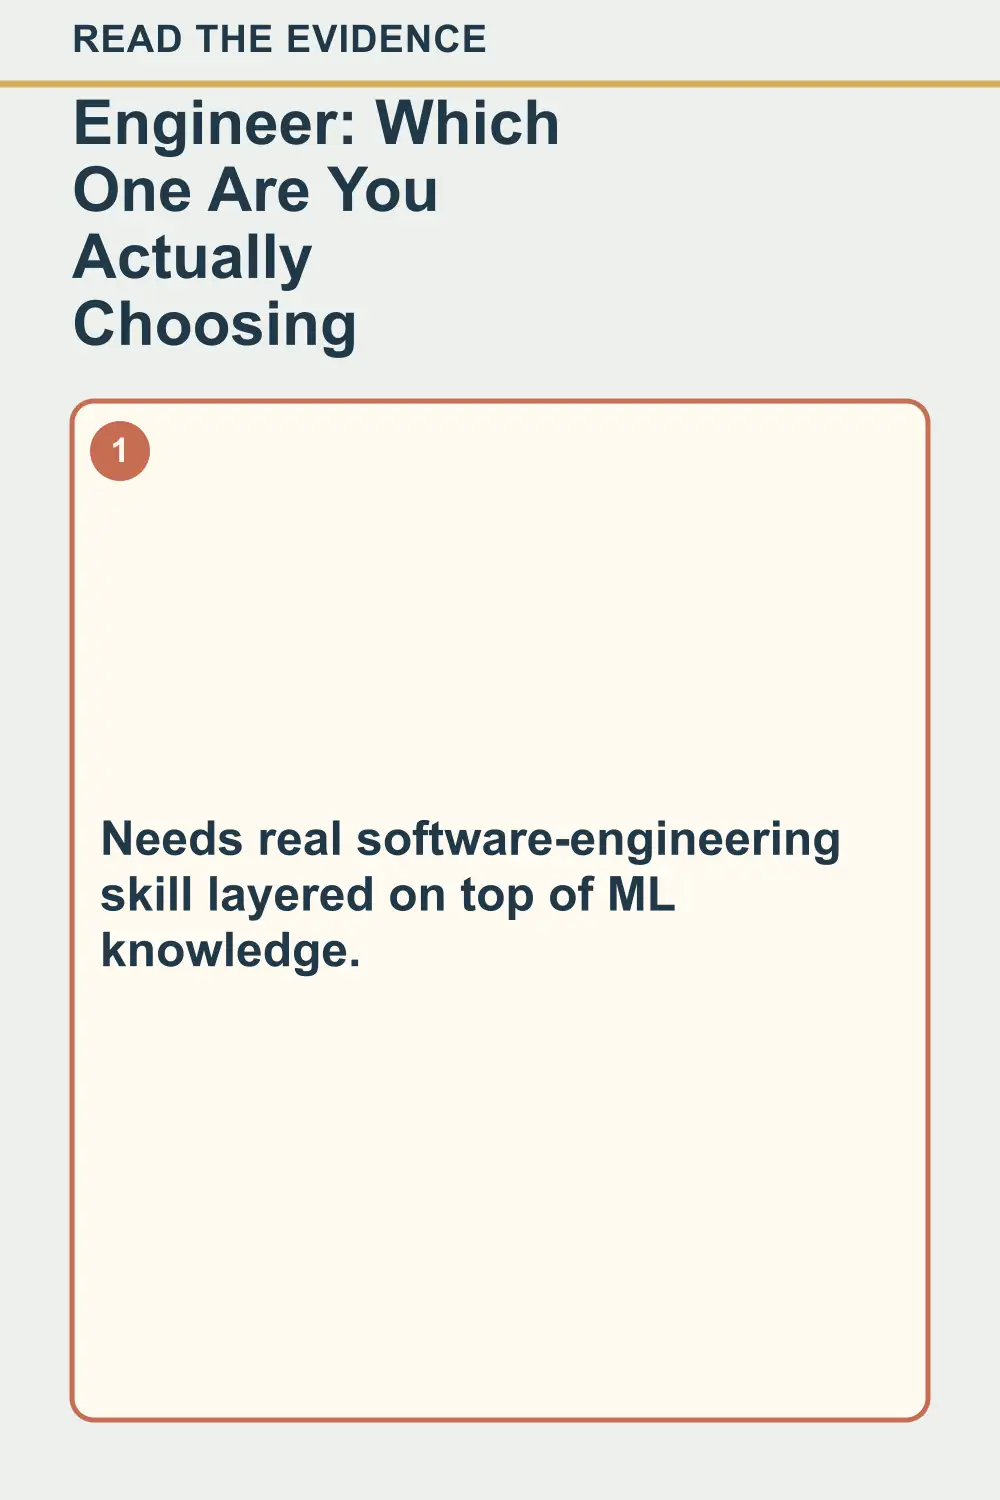 READ THE EVIDENCE
Engineer: Which
One Are You
Actually
Choosing
1
Needs real software-engineering
skill layered on top of ML
knowledge.